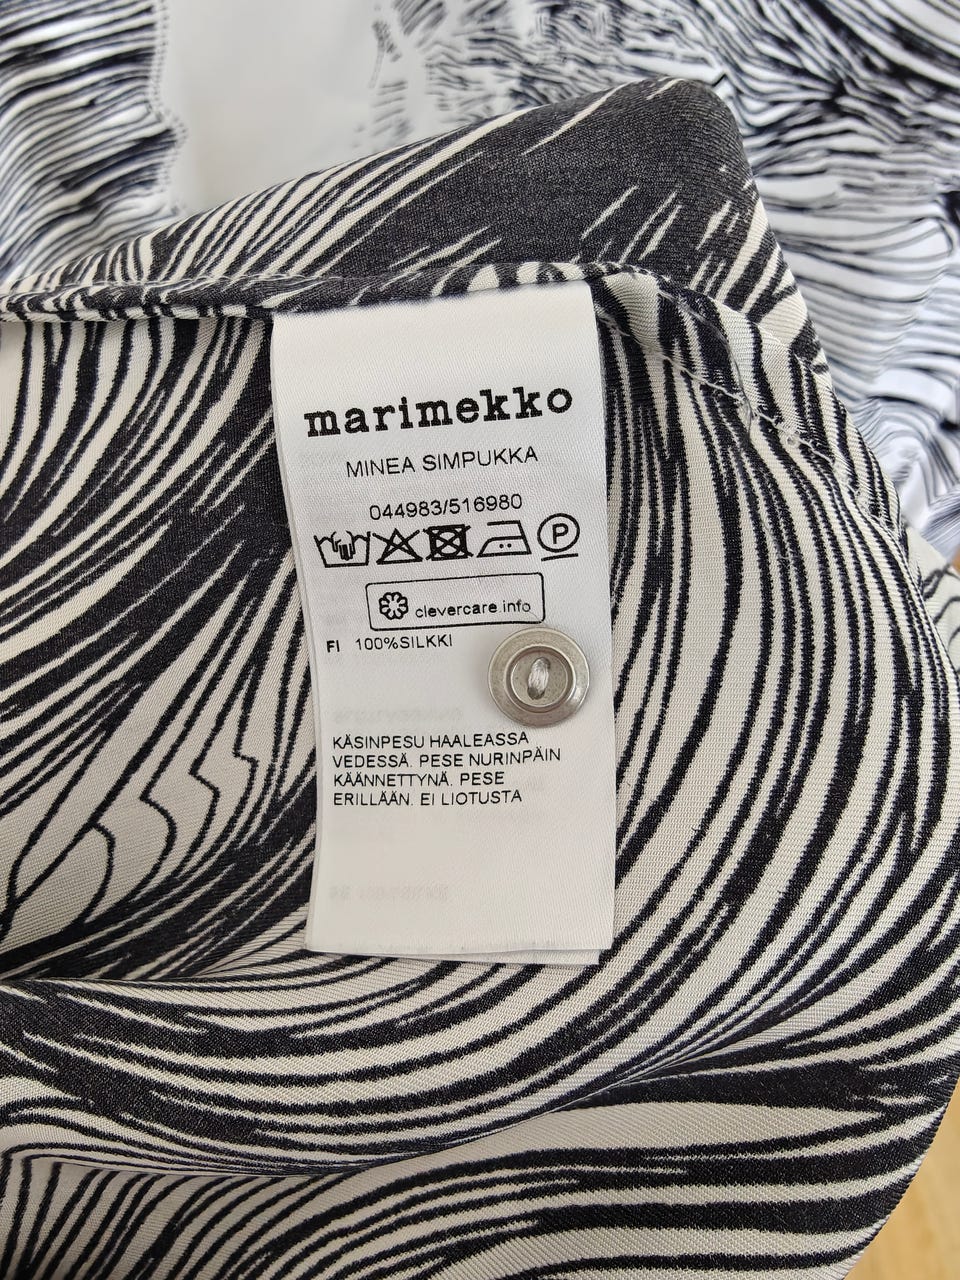 marimekko
MINEA SIMPUKKA
044983/516980
P
clevercare.info
FI 100%SILKKI
KÄSINPESU HAALEASSA
VEDESSÄ. PESE NURINPÄIN
KÄÄNNETTYNÄ. PESE
ERILLÄÄN. EI LIOTUSTA